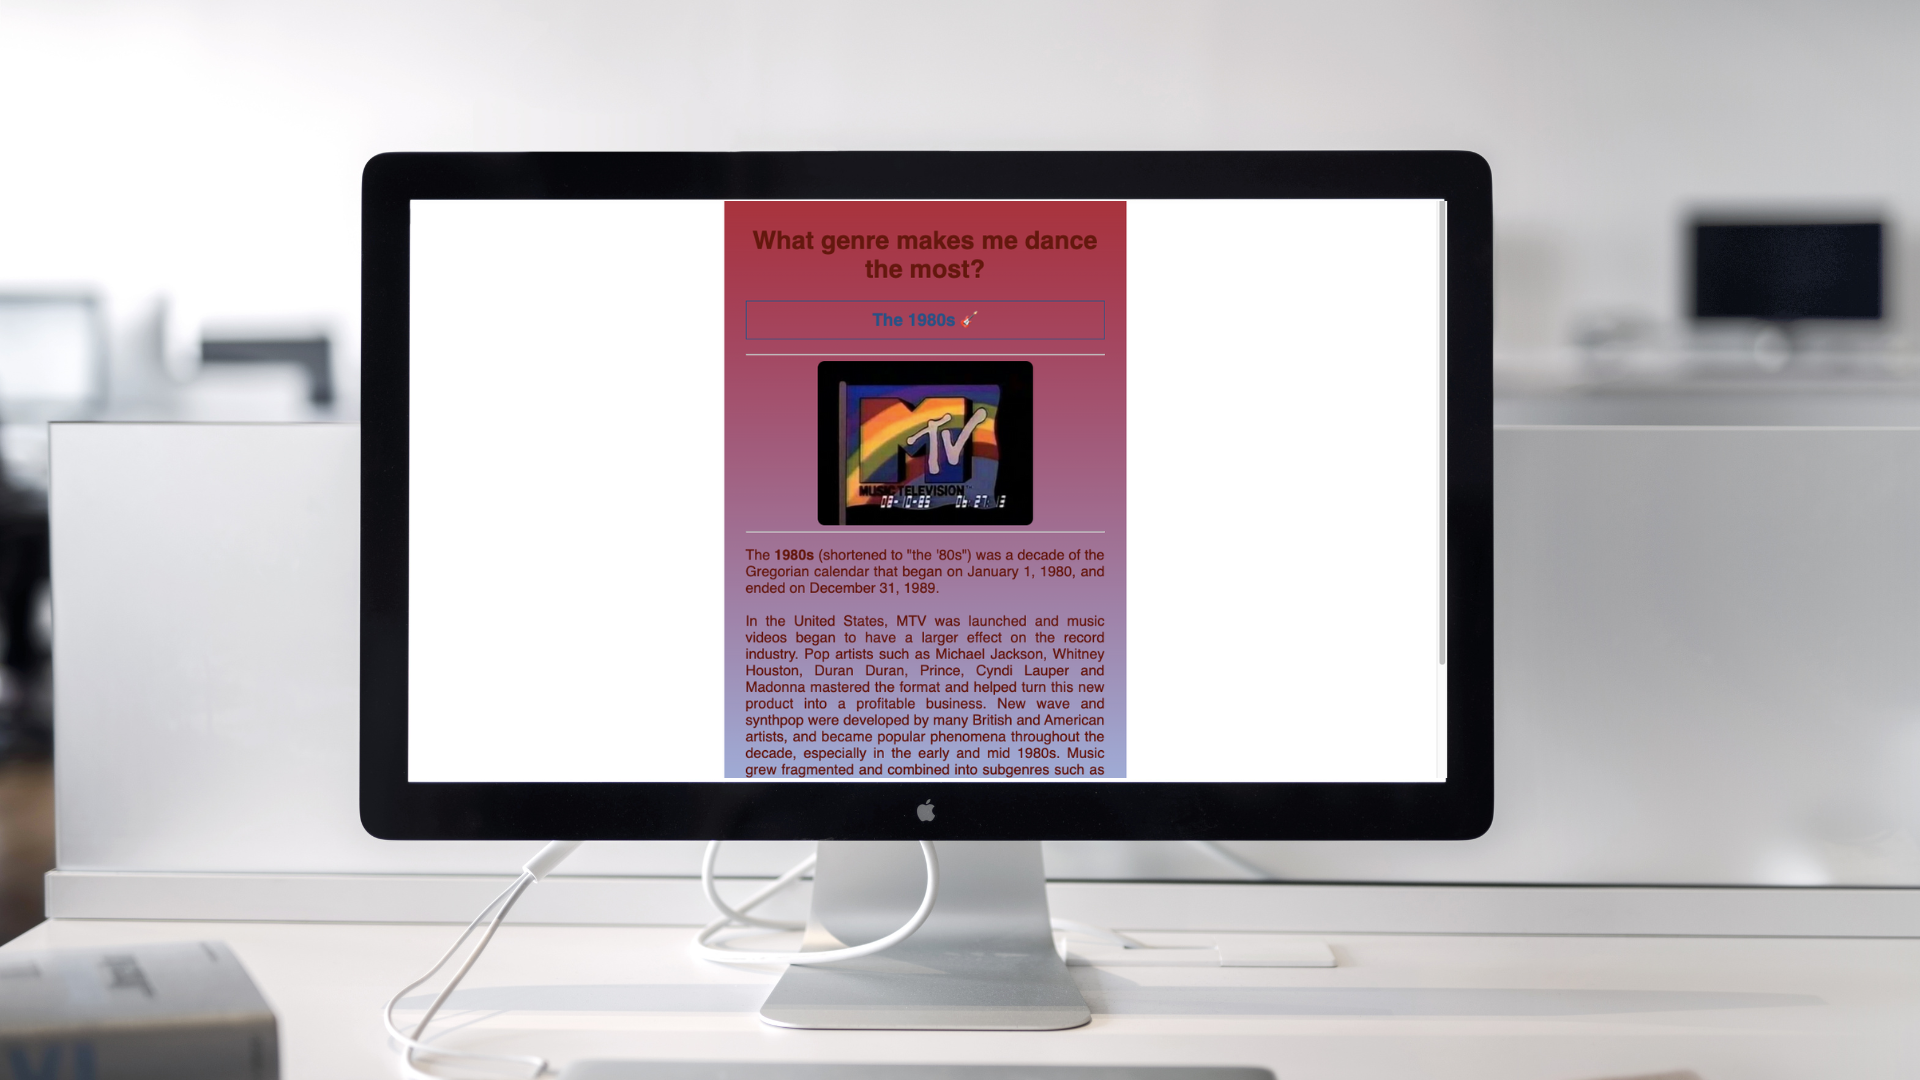 What genre makes me dance
the most?
The 1980s 🎸
MTV
MUSIC TELEVISION
08-10-85 06:27:13
The 1980s (shortened to "the '80s") was a decade of the
Gregorian calendar that began on January 1, 1980, and
ended on December 31, 1989.
In the United States, MTV was launched and music
videos began to have a larger effect on the record
industry. Pop artists such as Michael Jackson, Whitney
Houston, Duran Duran, Prince, Cyndi Lauper and
Madonna mastered the format and helped turn this new
product into a profitable business. New wave and
synthpop were developed by many British and American
artists, and became popular phenomena throughout the
decade, especially in the early and mid 1980s. Music
grew fragmented and combined into subgenres such as